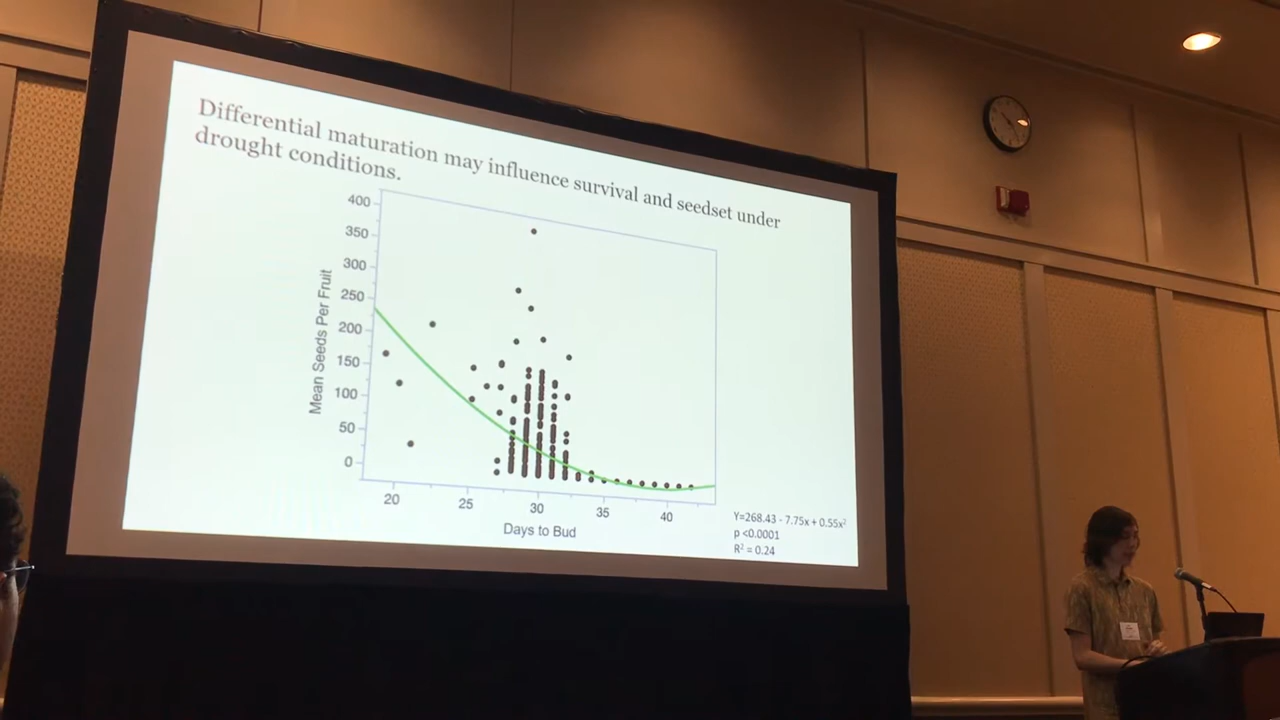 Differential maturation may influence survival and seedset under
drought conditions.
400
350
300
250
200
150
100
50
0
Mean Seeds Per Fruit
20 25 30 35 40
Days to Bud
Y=268.43 - 7.75x + 0.55x²
p <0.0001
R² = 0.24